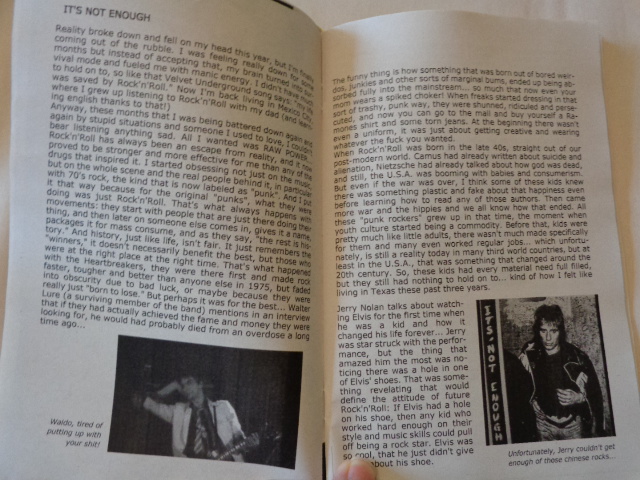 IT'S NOT ENOUGH
Reality broke down and fell on my head this year, but I'm finally
coming out of the rubble. I was feeling really down for some
months but instead of accepting that, my brain turned on sur-
vival mode and fueled me with manic energy. I didn't have much
to hold on to, so like that Velvet Underground song says: "my life
was saved by Rock'n'Roll." Now I'm back living in Mexico City
where I grew up listening to Rock'n'Roll with my dad (and learn-
ing english thanks to that!)
Anyway, these months that I was being battered down again and
again by stupid situations and someone I used to love, I couldn't
bear listening anything sad. All I wanted was RAW POWER.
Rock'n'Roll has always been an escape from reality, and it now
proved to be stronger and more effective for me than any of the
drugs that inspired it. I started obsessing not just on the music,
but on the whole scene and the real people behind it, in particular
with 70's rock, the kind that is now labeled as "punk". And I put
it that way because for the original "punks", what they were
doing was just Rock'n'Roll. That's what always happens with
movements: they start with people that are just there doing their
thing, and then later on someone else comes in, gives it a name,
packages it for mass consume, and as they say, "the rest is his-
tory." And history, just like life, isn't fair. It just remembers the
"winners," it doesn't necessarily benefit the best, but those who
were at the right place at the right time. That's what happened
with the Heartbreakers, they were there first and made rock
faster, tougher and better than anyone else in 1975, but faded
into obscurity due to bad luck, or maybe because they were
really just "born to lose." But perhaps it was for the best... Walter
Lure (a surviving member of the band) mentions in an interview
that if they had actually achieved the fame and money they were
looking for, he would had probably died from an overdose a long
time ago...
Waldo, tired of
putting up with
your shit!
The funny thing is how something that was born out of bored weir-
dos, junkies and other sorts of marginal bums, ended up being ab-
sorbed fully into the mainstream... so much that now even your
mom wears a spiked choker! When freaks started dressing in that
sort of trashy, punk way, they were shunned, ridiculed and perse-
cuted, and now you can go to the mall and buy yourself a Ra-
mones shirt and some torn jeans. At the beginning there wasn't
even a uniform, it was just about getting creative and wearing
whatever the fuck you wanted.
When Rock'n'Roll was born in the late 40s, straight out of our
post-modern world. Camus had already written about suicide and
alienation, Nietzsche had already talked about how god was dead,
and still, the U.S.A. was booming with babies and consumerism.
But even if the war was over, I think some of these kids knew
there was something plastic and fake about that happiness even
before learning how to read any of those authors. Then came
more war and the hippies and we all know how that ended. All
these "punk rockers" grew up in that time, the moment when
youth culture started being a commodity. Before that, kids were
pretty much like little adults, there wasn't much made specifically
for them and many even worked regular jobs... which unfortu-
nately, is still a reality today in many third world countries, but at
least in the U.S.A., that was something that changed around the
20th century. So, these kids had every material need full filled,
but they still had nothing to hold on to... kind of how I felt like
living in Texas these past three years.
Jerry Nolan talks about watch-
ing Elvis for the first time when
he was a kid and how it
changed his life forever... Jerry
was star struck with the perfor-
mance, but the thing that
amazed him the most was no-
ticing there was a hole in one
of Elvis' shoes. That was some-
thing revelating that would
define the attitude of future
Rock'n'Roll: If Elvis had a hole
on his shoe, then any kid who
worked hard enough on their
style and music skills could pull
off being a rock star. Elvis was
so cool, that he just didn't give
about his shoe.
IT'S NOT ENOUGH
Unfortunately, Jerry couldn't get
enough of those chinese rocks...